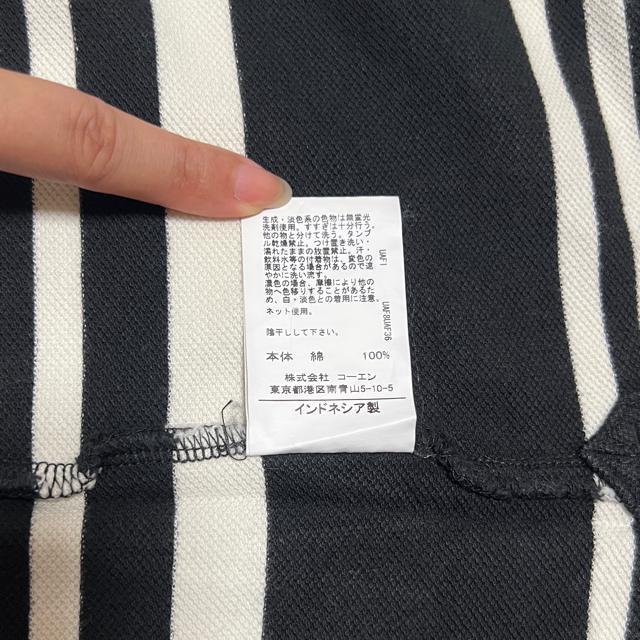 生成・淡色系の色物は無蛍光
洗剤使用。すすぎは十分行う。
他の物と分けて洗う。タンブ
ル乾燥禁止。つけ置き洗い・
濡れたままの放置禁止。汗・
飲料水等の付着物は、変色の
原因となる場合があるので速
やかに洗い流す。
濃色の場合、摩擦により他の
物へ色移りすることがあるた
め、白・淡色との着用に注意。
ネット使用。
陰干しして下さい。
本体 綿 100%
株式会社 コーエン
東京都港区南青山5-10-5
インドネシア製
UAF1
UAF8UAF36